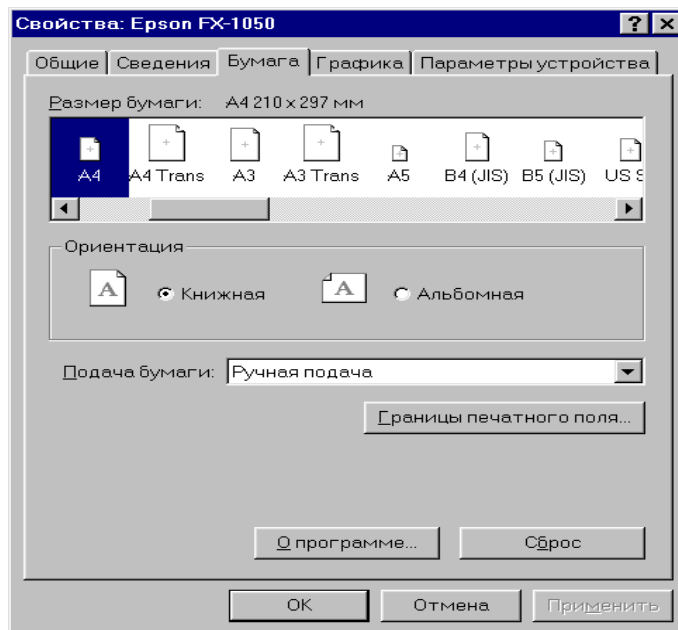 Свойства: Epson FX-1050
Общие Сведения Бумага Графика Параметры устройства
Размер бумаги: A4 210 x 297 мм
A4 A4 Trans A3 A3 Trans A5 B4 (JIS) B5 (JIS) US S
Ориентация
A Книжная A Альбомная
Подача бумаги: Ручная подача
Границы печатного поля...
О программе... Сброс
OK Отмена Применить